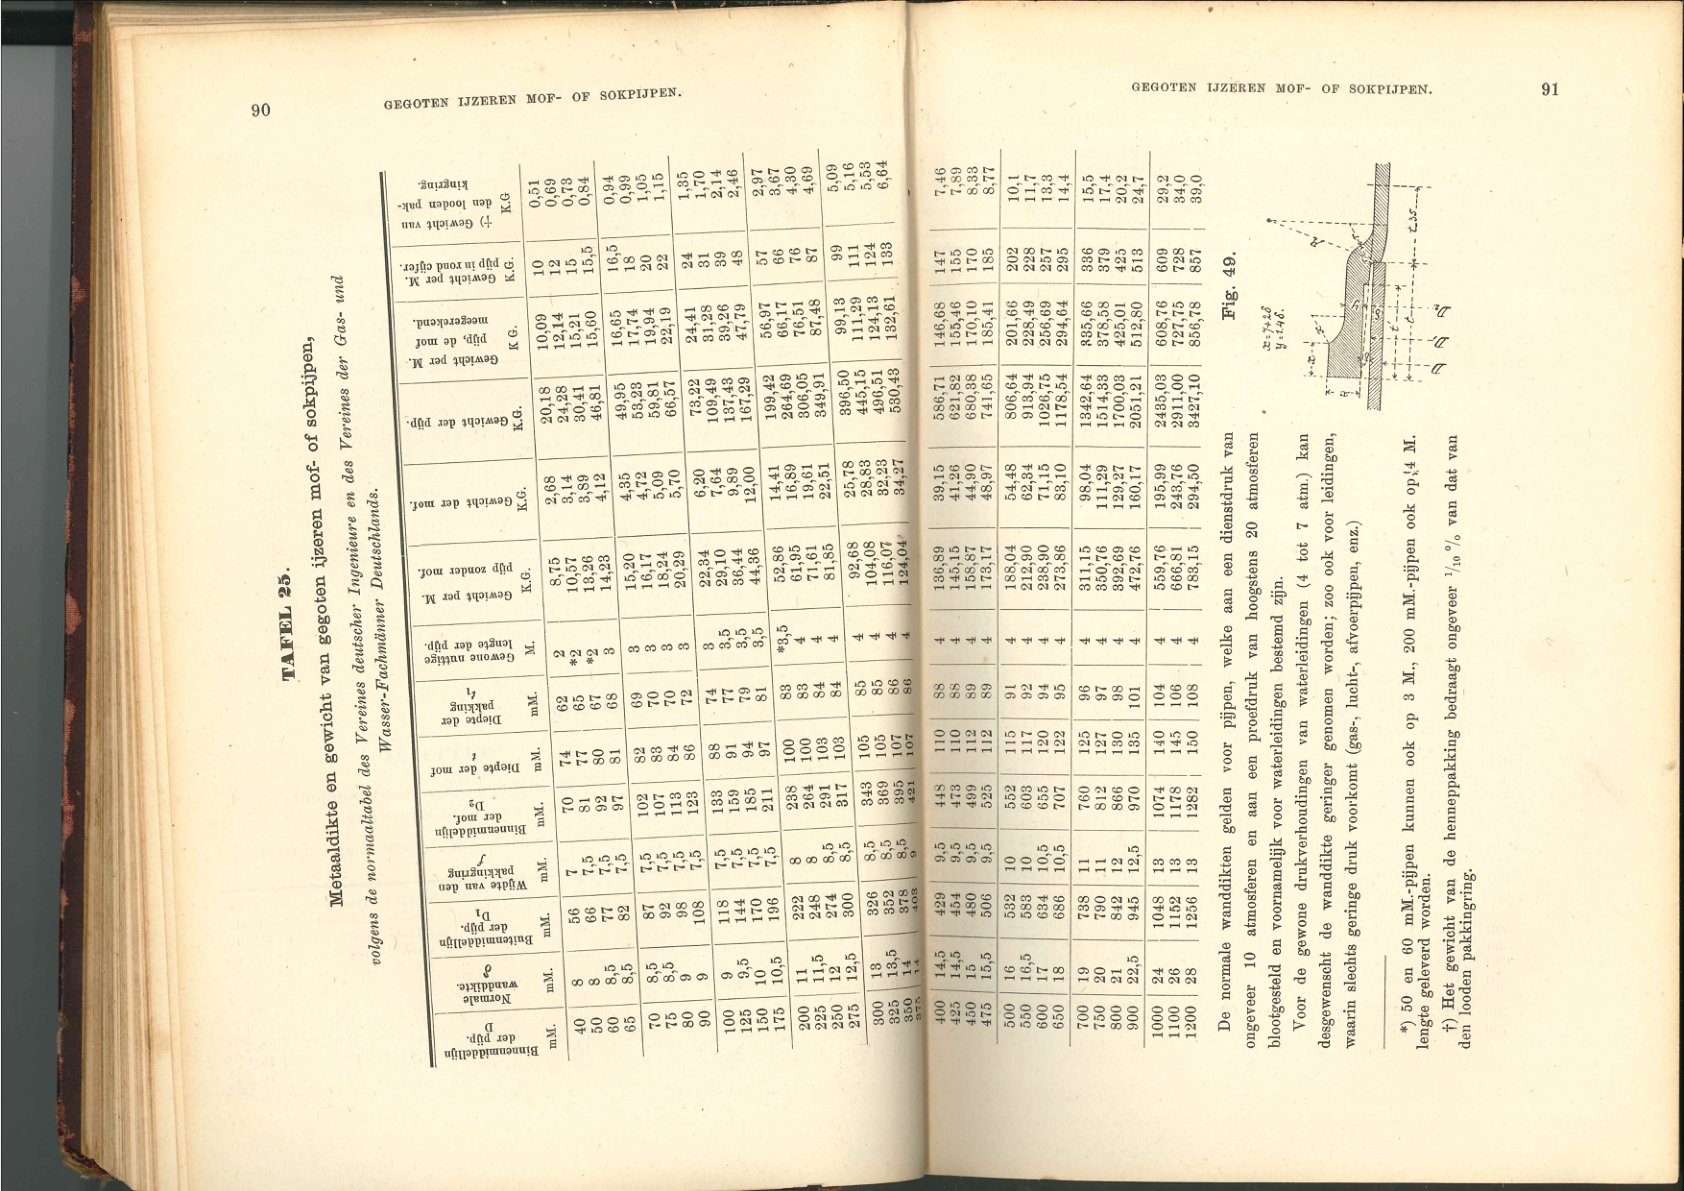 90
GEGOTEN IJZEREN MOF- OF SOKPIJPEN.
TAFEL 25.
Metaaldikte en gewicht van gegoten ijzeren mof- of sokpijpen,
volgens de normaaltabel des Vereines deutscher Ingenieure en des Vereines der Gas- und
Wasser-Fachmänner Deutschlands.
Binnenmiddellijn der pijp. D mM. | Normale wanddikte. δ mM. | Buitenmiddellijn der pijp. D1 mM. | Wijdte van den pakkingring f mM. | Binnenmiddellijn der mof. D2 mM. | Diepte der mof t mM. | Diepte der pakking t1 mM. | Gewone nuttige lengte der pijp. M. | Gewicht per M. pijp zonder mof. K.G. | Gewicht der mof. K.G. | Gewicht der pijp. K.G. | Gewicht per M. pijp, de mof meegerekend. K G. | Gewicht per M. pijp in rond cijfer. K.G. | †) Gewicht van den looden pakkingring. K.G
40 8 56 7 70 74 62 2 8,75 2,68 20,18 10,09 10 0,51
50 8 66 7,5 81 77 65 *2 10,57 3,14 24,28 12,14 12 0,69
60 8,5 77 7,5 92 80 67 *2 13,26 3,89 30,41 15,21 15 0,73
65 8,5 82 7,5 97 81 68 3 14,23 4,12 46,81 15,60 15,5 0,84
70 8,5 87 7,5 102 82 69 3 15,20 4,35 49,95 16,65 16,5 0,94
75 8,5 92 7,5 107 83 70 3 16,17 4,72 53,23 17,74 18 0,99
80 9 98 7,5 113 84 70 3 18,24 5,09 59,81 19,94 20 1,05
90 9 108 7,5 123 86 72 3 20,29 5,70 66,57 22,19 22 1,15
100 9 118 7,5 133 88 74 3 22,34 6,20 73,22 24,41 24 1,35
125 9,5 144 7,5 159 91 77 3,5 29,10 7,64 109,49 31,28 31 1,70
150 10 170 7,5 185 94 79 3,5 36,44 9,89 137,43 39,26 39 2,14
175 10,5 196 7,5 211 97 81 3,5 44,36 12,00 167,29 47,79 48 2,46
200 11 222 8 238 100 83 *3,5 52,86 14,41 199,42 56,97 57 2,97
225 11,5 248 8 264 100 83 4 61,95 16,89 264,69 66,17 66 3,67
250 12 274 8,5 291 103 84 4 71,61 19,61 306,05 76,51 76 4,30
275 12,5 300 8,5 317 103 84 4 81,85 22,51 349,91 87,48 87 4,69
300 13 326 8,5 343 105 85 4 92,68 25,78 396,50 99,13 99 5,09
325 13,5 352 8,5 369 105 85 4 104,08 28,83 445,15 111,29 111 5,16
350 14 378 8,5 395 107 86 4 116,07 32,23 496,51 124,13 124 5,53
375 14 403 9 421 107 86 4 124,04 34,27 530,43 132,61 133 6,64
GEGOTEN IJZEREN MOF- OF SOKPIJPEN.
91
400 14,5 429 9,5 448 110 88 4 136,89 39,15 586,71 146,68 147 7,46
425 14,5 454 9,5 473 110 88 4 145,15 41,26 621,82 155,46 155 7,89
450 15 480 9,5 499 112 89 4 158,87 44,90 680,38 170,10 170 8,33
475 15,5 506 9,5 525 112 89 4 173,17 48,97 741,65 185,41 185 8,77
500 16 532 10 552 115 91 4 188,04 54,48 806,64 201,66 202 10,1
550 16,5 583 10 603 117 92 4 212,90 62,34 913,94 228,49 228 11,7
600 17 634 10,5 655 120 94 4 238,90 71,15 1026,75 256,69 257 13,3
650 18 686 10,5 707 122 95 4 273,86 83,10 1178,54 294,64 295 14,4
700 19 738 11 760 125 96 4 311,15 98,04 1342,64 335,66 336 15,5
750 20 790 11 812 127 97 4 350,76 111,29 1514,33 378,58 379 17,4
800 21 842 12 866 130 98 4 392,69 129,27 1700,03 425,01 425 20,2
900 22,5 945 12,5 970 135 101 4 472,76 160,17 2051,21 512,80 513 24,7
1000 24 1048 13 1074 140 104 4 559,76 195,99 2435,03 608,76 609 29,2
1100 26 1152 13 1178 145 106 4 666,81 243,76 2911,00 727,75 728 34,0
1200 28 1256 13 1282 150 108 4 783,15 294,50 3427,10 856,78 857 39,0
De normale wanddikten gelden voor pijpen, welke aan een dienstdruk van
ongeveer 10 atmosferen en aan een proefdruk van hoogstens 20 atmosferen
blootgesteld en voornamelijk voor waterleidingen bestemd zijn.
Voor de gewone drukverhoudingen van waterleidingen (4 tot 7 atm.) kan
desgewenscht de wanddikte geringer genomen worden; zoo ook voor leidingen,
waarin slechts geringe druk voorkomt (gas-, lucht-, afvoerpijpen, enz.)
Fig. 49.
*) 50 en 60 mM.-pijpen kunnen ook op 3 M., 200 mM.-pijpen ook op 4 M.
lengte geleverd worden.
†) Het gewicht van de henneppakking bedraagt ongeveer 1/10 % van dat van
den looden pakkingring.